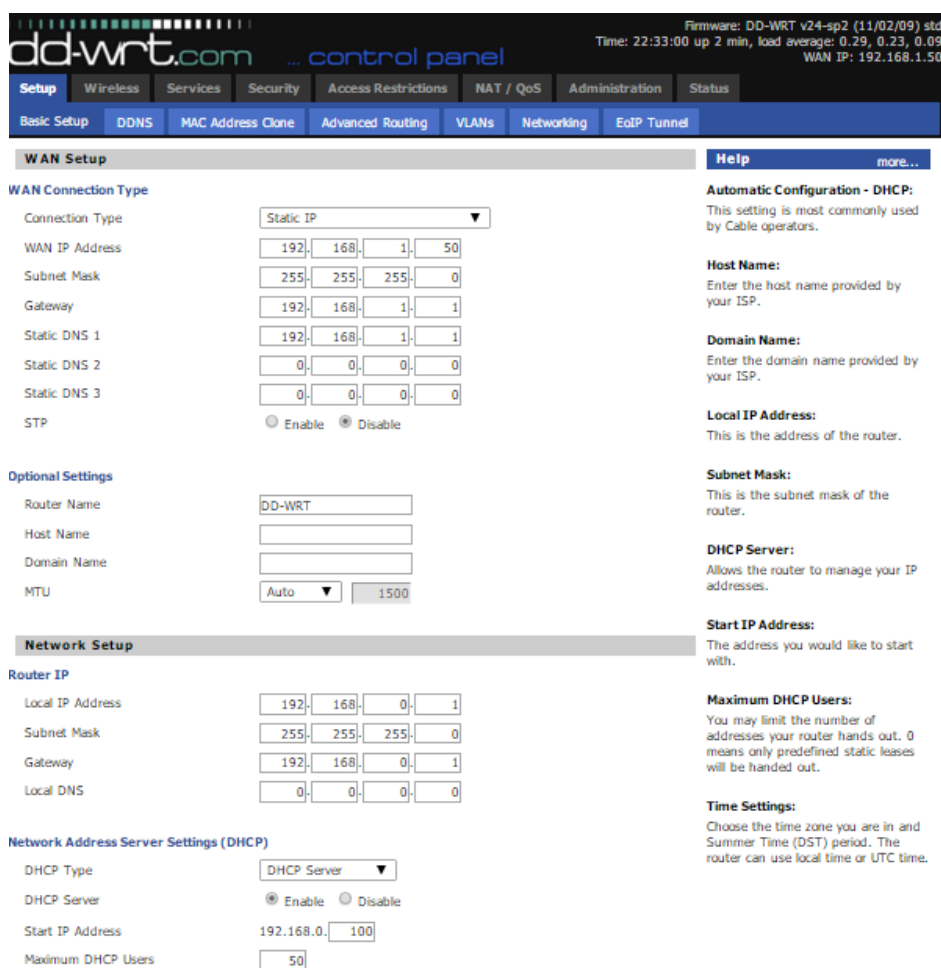 Firmware: DD-WRT v24-sp2 (11/02/09) std
dd-wrt.com ... control panel
Time: 22:33:00 up 2 min, load average: 0.29, 0.23, 0.09
WAN IP: 192.168.1.50
Setup Wireless Services Security Access Restrictions NAT / QoS Administration Status
Basic Setup DDNS MAC Address Clone Advanced Routing VLANs Networking EoIP Tunnel
WAN Setup
WAN Connection Type
Connection Type Static IP
WAN IP Address 192. 168. 1. 50
Subnet Mask 255. 255. 255. 0
Gateway 192. 168. 1. 1
Static DNS 1 192. 168. 1. 1
Static DNS 2 0. 0. 0. 0
Static DNS 3 0. 0. 0. 0
STP Enable Disable
Optional Settings
Router Name DD-WRT
Host Name
Domain Name
MTU Auto 1500
Network Setup
Router IP
Local IP Address 192. 168. 0. 1
Subnet Mask 255. 255. 255. 0
Gateway 192. 168. 0. 1
Local DNS 0. 0. 0. 0
Network Address Server Settings (DHCP)
DHCP Type DHCP Server
DHCP Server Enable Disable
Start IP Address 192.168.0. 100
Maximum DHCP Users 50
Help more...
Automatic Configuration - DHCP:
This setting is most commonly used
by Cable operators.
Host Name:
Enter the host name provided by
your ISP.
Domain Name:
Enter the domain name provided by
your ISP.
Local IP Address:
This is the address of the router.
Subnet Mask:
This is the subnet mask of the
router.
DHCP Server:
Allows the router to manage your IP
addresses.
Start IP Address:
The address you would like to start
with.
Maximum DHCP Users:
You may limit the number of
addresses your router hands out. 0
means only predefined static leases
will be handed out.
Time Settings:
Choose the time zone you are in and
Summer Time (DST) period. The
router can use local time or UTC time.